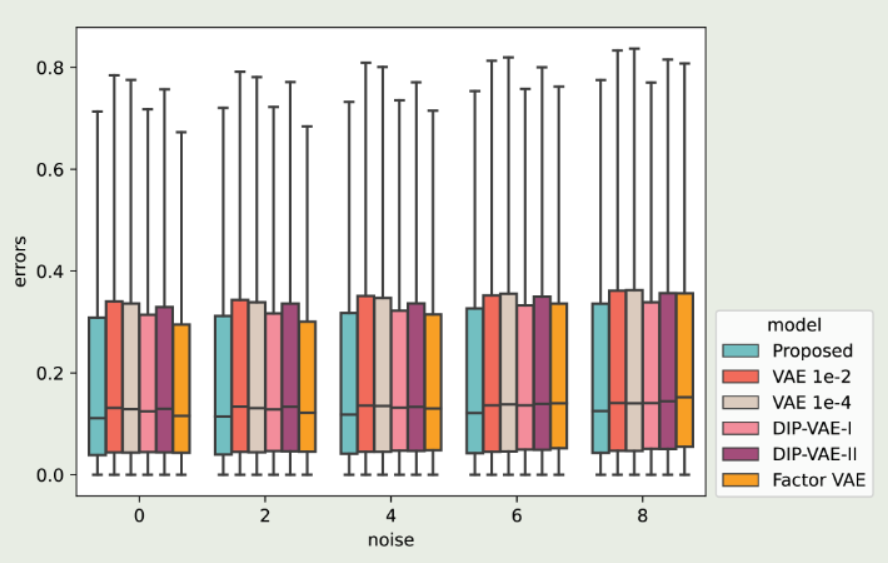 0.8
0.6
0.4
0.2
0.0
errors
0 2 4 6 8
noise
model
Proposed
VAE 1e-2
VAE 1e-4
DIP-VAE-I
DIP-VAE-II
Factor VAE